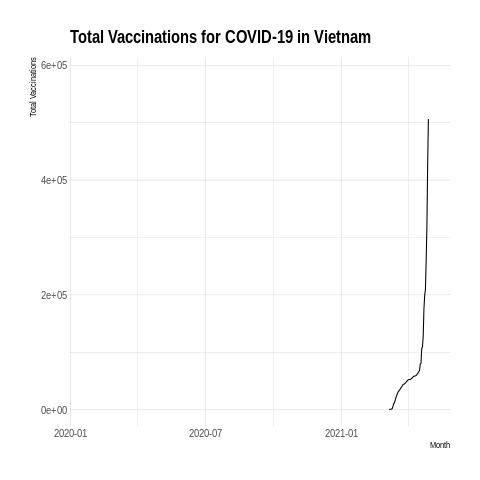 Total Vaccinations for COVID-19 in Vietnam
Total Vaccinations
6e+05
4e+05
2e+05
0e+00
2020-01
2020-07
2021-01
Month